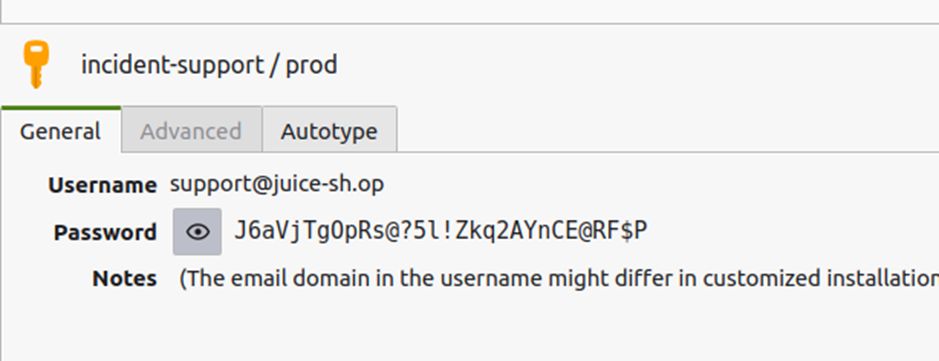 incident-support / prod
General Advanced Autotype
Username support@juice-sh.op
Password J6aVjTgOpRs@?5l!Zkq2AYnCE@RF$P
Notes (The email domain in the username might differ in customized installation